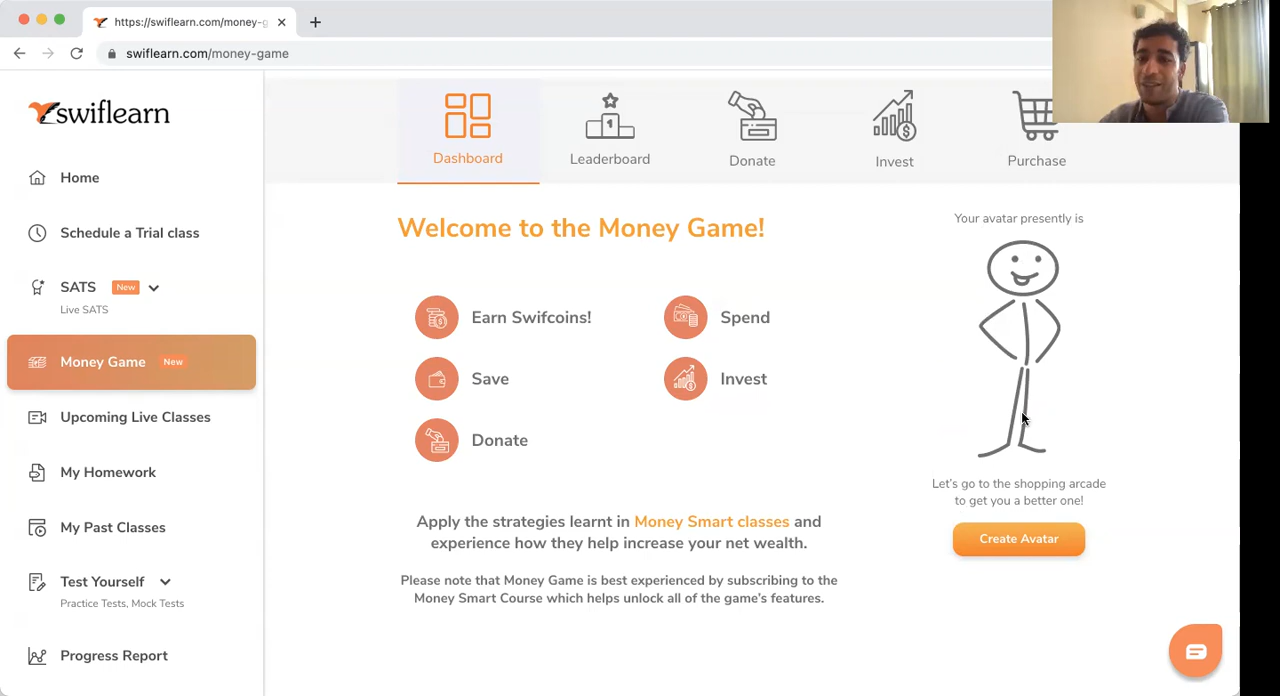 https://swiflearn.com/money-g
swiflearn.com/money-game
swiflearn
Home
Schedule a Trial class
SATS New
Live SATS
Money Game New
Upcoming Live Classes
My Homework
My Past Classes
Test Yourself
Practice Tests, Mock Tests
Progress Report
Dashboard
Leaderboard
1
Donate
Invest
Purchase
Welcome to the Money Game!
Earn Swifcoins!
Spend
Save
Invest
Donate
Apply the strategies learnt in Money Smart classes and
experience how they help increase your net wealth.
Please note that Money Game is best experienced by subscribing to the
Money Smart Course which helps unlock all of the game's features.
Your avatar presently is
Let's go to the shopping arcade
to get you a better one!
Create Avatar